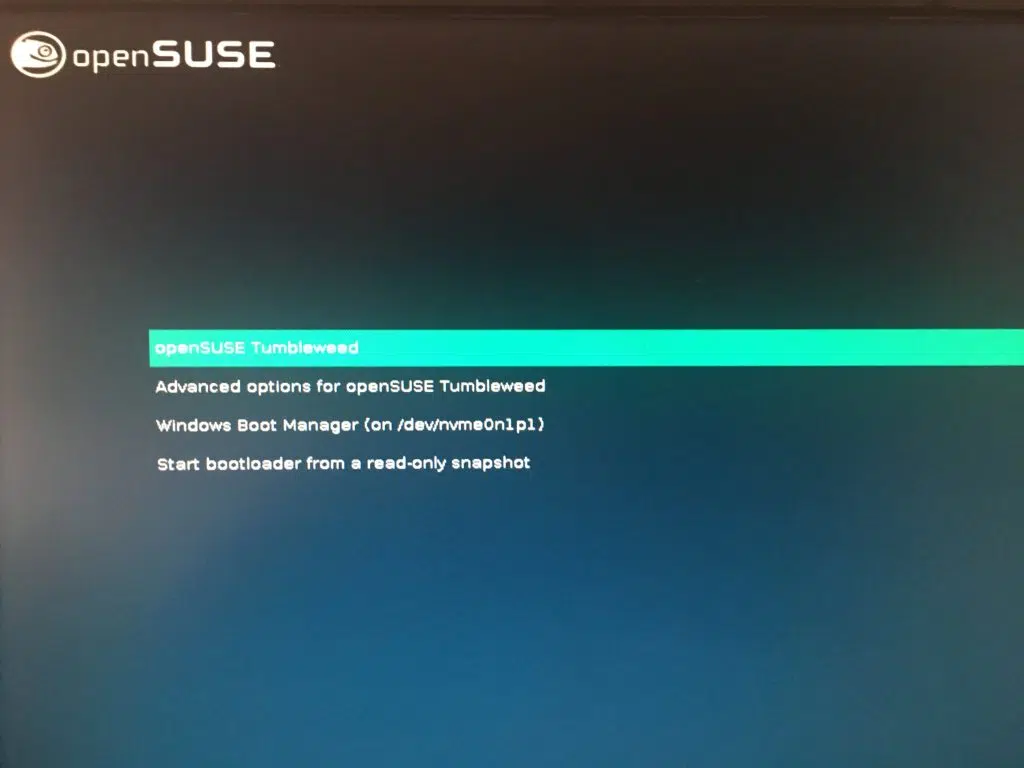 openSUSE
openSUSE Tumbleweed
Advanced options for openSUSE Tumbleweed
Windows Boot Manager (on /dev/nvme0n1p1)
Start bootloader from a read-only snapshot